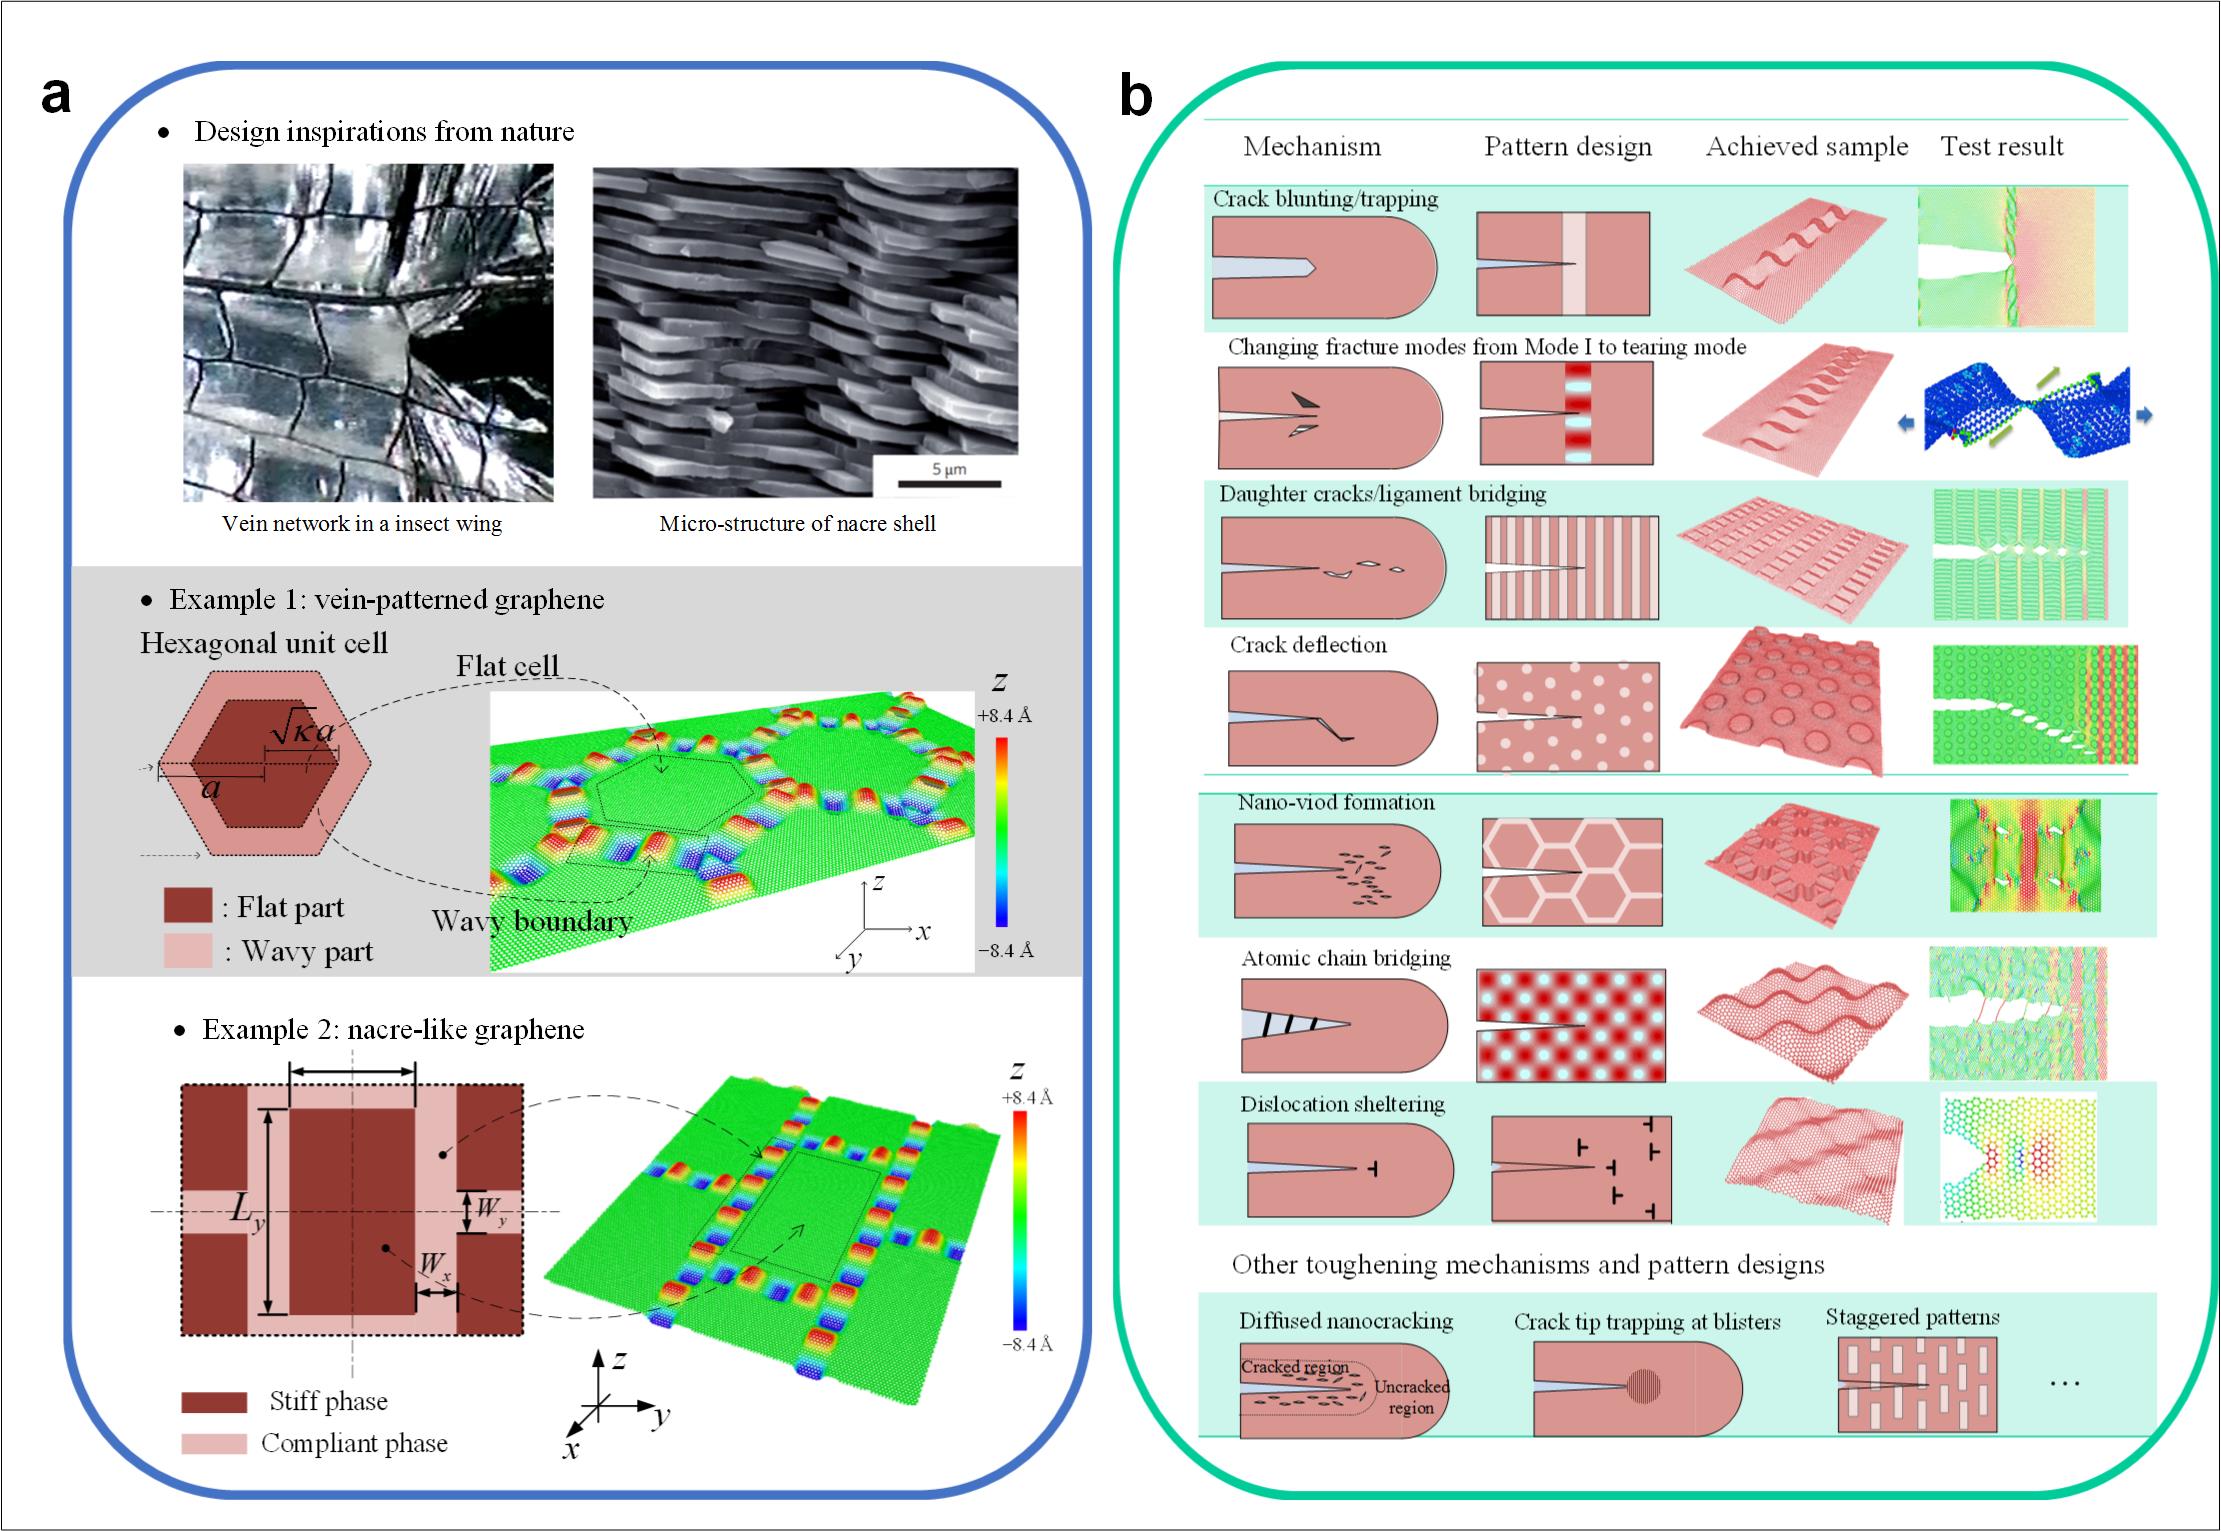 a
• Design inspirations from nature
5 μm
Vein network in a insect wing
Micro-structure of nacre shell
• Example 1: vein-patterned graphene
Hexagonal unit cell
Flat cell
√κa
a
z
+8.4 Å
−8.4 Å
: Flat part
: Wavy part
Wavy boundary
z
x
y
• Example 2: nacre-like graphene
L_y
W_y
W_x
z
+8.4 Å
−8.4 Å
Stiff phase
Compliant phase
z
y
x
b
Mechanism Pattern design Achieved sample Test result
Crack blunting/trapping
Changing fracture modes from Mode I to tearing mode
Daughter cracks/ligament bridging
Crack deflection
Nano-viod formation
Atomic chain bridging
Dislocation sheltering
Other toughening mechanisms and pattern designs
Diffused nanocracking
Cracked region
Uncracked
region
Crack tip trapping at blisters
Staggered patterns
...